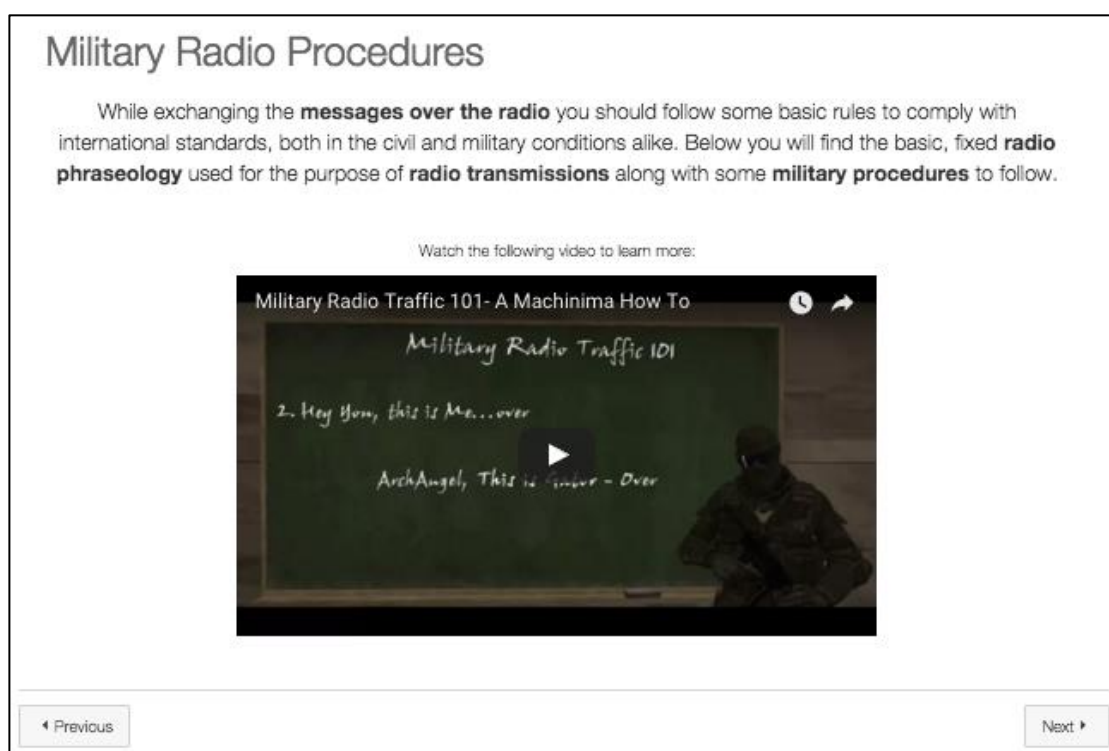 Military Radio Procedures
While exchanging the messages over the radio you should follow some basic rules to comply with
international standards, both in the civil and military conditions alike. Below you will find the basic, fixed radio
phraseology used for the purpose of radio transmissions along with some military procedures to follow.
Watch the following video to learn more:
Military Radio Traffic 101- A Machinima How To
Military Radio Traffic 101
2. Hey You, this is Me...over
ArchAngel, This is - Over
Previous
Next